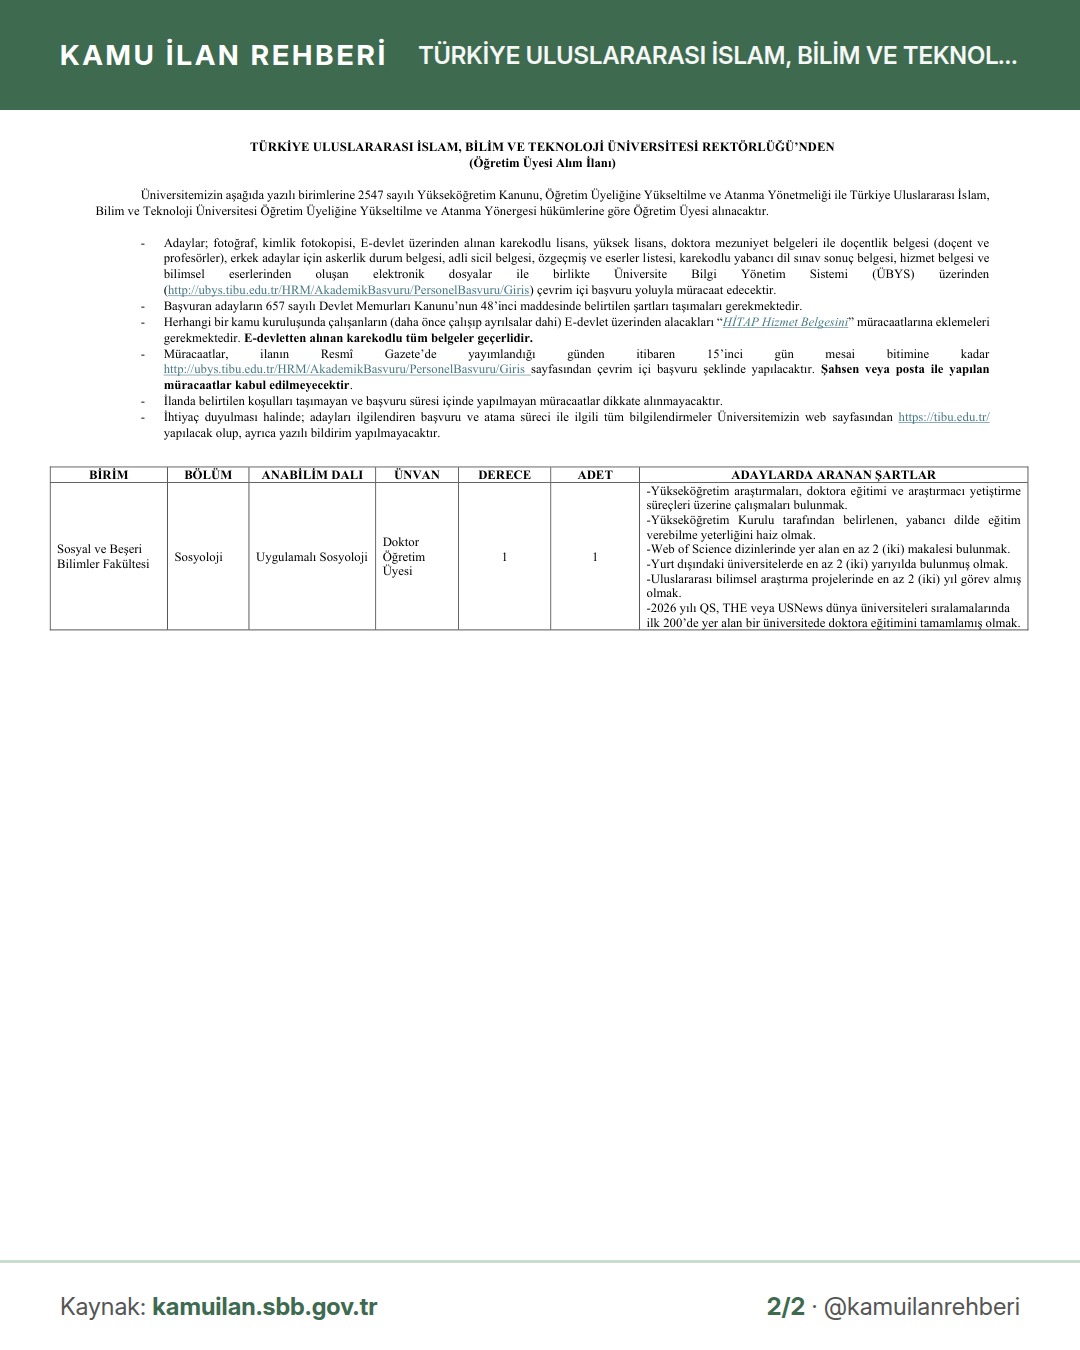 KAMU İLAN REHBERİ
TÜRKİYE ULUSLARARASI İSLAM, BİLİM VE TEKNOL...
TÜRKİYE ULUSLARARASI İSLAM, BİLİM VE TEKNOLOJİ ÜNİVERSİTESİ REKTÖRLÜĞÜ’NDEN
(Öğretim Üyesi Alım İlanı)
Üniversitemizin aşağıda yazılı birimlerine 2547 sayılı Yükseköğretim Kanunu, Öğretim Üyeliğine Yükseltilme ve Atanma Yönetmeliği ile Türkiye Uluslararası İslam,
Bilim ve Teknoloji Üniversitesi Öğretim Üyeliğine Yükseltilme ve Atanma Yönergesi hükümlerine göre Öğretim Üyesi alınacaktır.
- Adaylar; fotoğraf, kimlik fotokopisi, E-devlet üzerinden alınan karekodlu lisans, yüksek lisans, doktora mezuniyet belgeleri ile doçentlik belgesi (doçent ve
profesörler), erkek adaylar için askerlik durum belgesi, adli sicil belgesi, özgeçmiş ve eserler listesi, karekodlu yabancı dil sınav sonuç belgesi, hizmet belgesi ve
bilimsel eserlerinden oluşan elektronik dosyalar ile birlikte Üniversite Bilgi Yönetim Sistemi (ÜBYS) üzerinden
(http://ubys.tibu.edu.tr/HRM/AkademikBasvuru/PersonelBasvuru/Giris) çevrim içi başvuru yoluyla müracaat edecektir.
- Başvuran adayların 657 sayılı Devlet Memurları Kanunu’nun 48’inci maddesinde belirtilen şartları taşımaları gerekmektedir.
- Herhangi bir kamu kuruluşunda çalışanların (daha önce çalışıp ayrılsalar dahi) E-devlet üzerinden alacakları “HİTAP Hizmet Belgesini” müracaatlarına eklemeleri
gerekmektedir. E-devletten alınan karekodlu tüm belgeler geçerlidir.
- Müracaatlar, ilanın Resmî Gazete’de yayımlandığı günden itibaren 15’inci gün mesai bitimine kadar
http://ubys.tibu.edu.tr/HRM/AkademikBasvuru/PersonelBasvuru/Giris sayfasından çevrim içi başvuru şeklinde yapılacaktır. Şahsen veya posta ile yapılan
müracaatlar kabul edilmeyecektir.
- İlanda belirtilen koşulları taşımayan ve başvuru süresi içinde yapılmayan müracaatlar dikkate alınmayacaktır.
- İhtiyaç duyulması halinde; adayları ilgilendiren başvuru ve atama süreci ile ilgili tüm bilgilendirmeler Üniversitemizin web sayfasından https://tibu.edu.tr/
yapılacak olup, ayrıca yazılı bildirim yapılmayacaktır.
BİRİM BÖLÜM ANABİLİM DALI ÜNVAN DERECE ADET ADAYLARDA ARANAN ŞARTLAR
Sosyal ve Beşeri
Bilimler Fakültesi
Sosyoloji
Uygulamalı Sosyoloji
Doktor
Öğretim
Üyesi
1
1
-Yükseköğretim araştırmaları, doktora eğitimi ve araştırmacı yetiştirme
süreçleri üzerine çalışmaları bulunmak.
-Yükseköğretim Kurulu tarafından belirlenen, yabancı dilde eğitim
verebilme yeterliğini haiz olmak.
-Web of Science dizinlerinde yer alan en az 2 (iki) makalesi bulunmak.
-Yurt dışındaki üniversitelerde en az 2 (iki) yarıyılda bulunmuş olmak.
-Uluslararası bilimsel araştırma projelerinde en az 2 (iki) yıl görev almış
olmak.
-2026 yılı QS, THE veya USNews dünya üniversiteleri sıralamalarında
ilk 200’de yer alan bir üniversitede doktora eğitimini tamamlamış olmak.
Kaynak: kamuilan.sbb.gov.tr
2/2 · @kamuilanrehberi